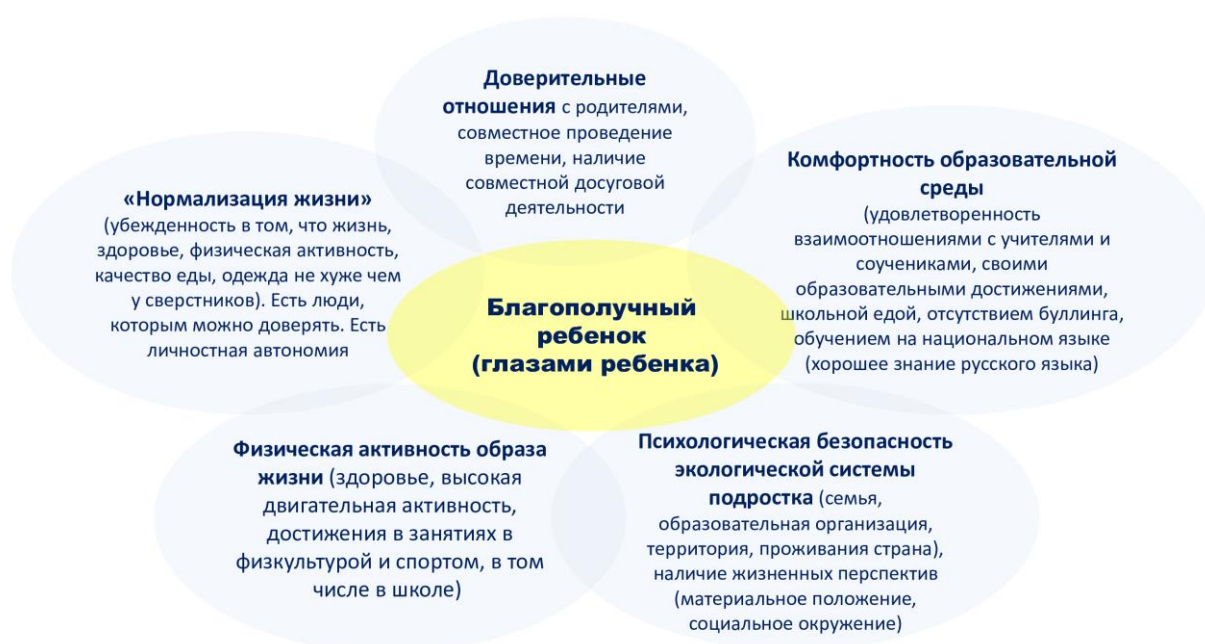 Доверительные
отношения с родителями,
совместное проведение
времени, наличие
совместной досуговой
деятельности
Комфортность образовательной
среды
(удовлетворенность
взаимоотношениями с учителями и
соучениками, своими
образовательными достижениями,
школьной едой, отсутствием буллинга,
обучением на национальном языке
(хорошее знание русского языка)
«Нормализация жизни»
(убежденность в том, что жизнь,
здоровье, физическая активность,
качество еды, одежда не хуже чем
у сверстников). Есть люди,
которым можно доверять. Есть
личностная автономия
Благополучный
ребенок
(глазами ребенка)
Физическая активность образа
жизни (здоровье, высокая
двигательная активность,
достижения в занятиях в
физкультурой и спортом, в том
числе в школе)
Психологическая безопасность
экологической системы
подростка (семья,
образовательная организация,
территория, проживания страна),
наличие жизненных перспектив
(материальное положение,
социальное окружение)